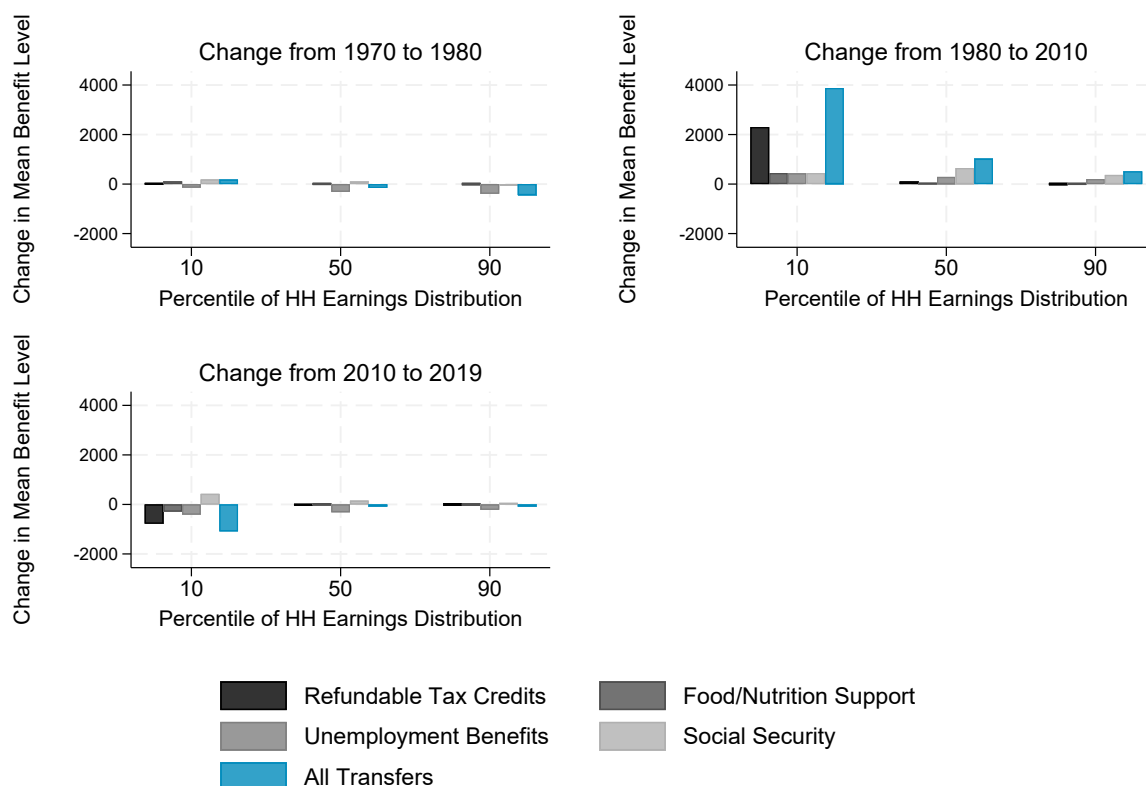 Change from 1970 to 1980
Change in Mean Benefit Level
4000
2000
0
-2000
10 50 90
Percentile of HH Earnings Distribution
Change from 1980 to 2010
Change in Mean Benefit Level
4000
2000
0
-2000
10 50 90
Percentile of HH Earnings Distribution
Change from 2010 to 2019
Change in Mean Benefit Level
4000
2000
0
-2000
10 50 90
Percentile of HH Earnings Distribution
Refundable Tax Credits Food/Nutrition Support
Unemployment Benefits Social Security
All Transfers